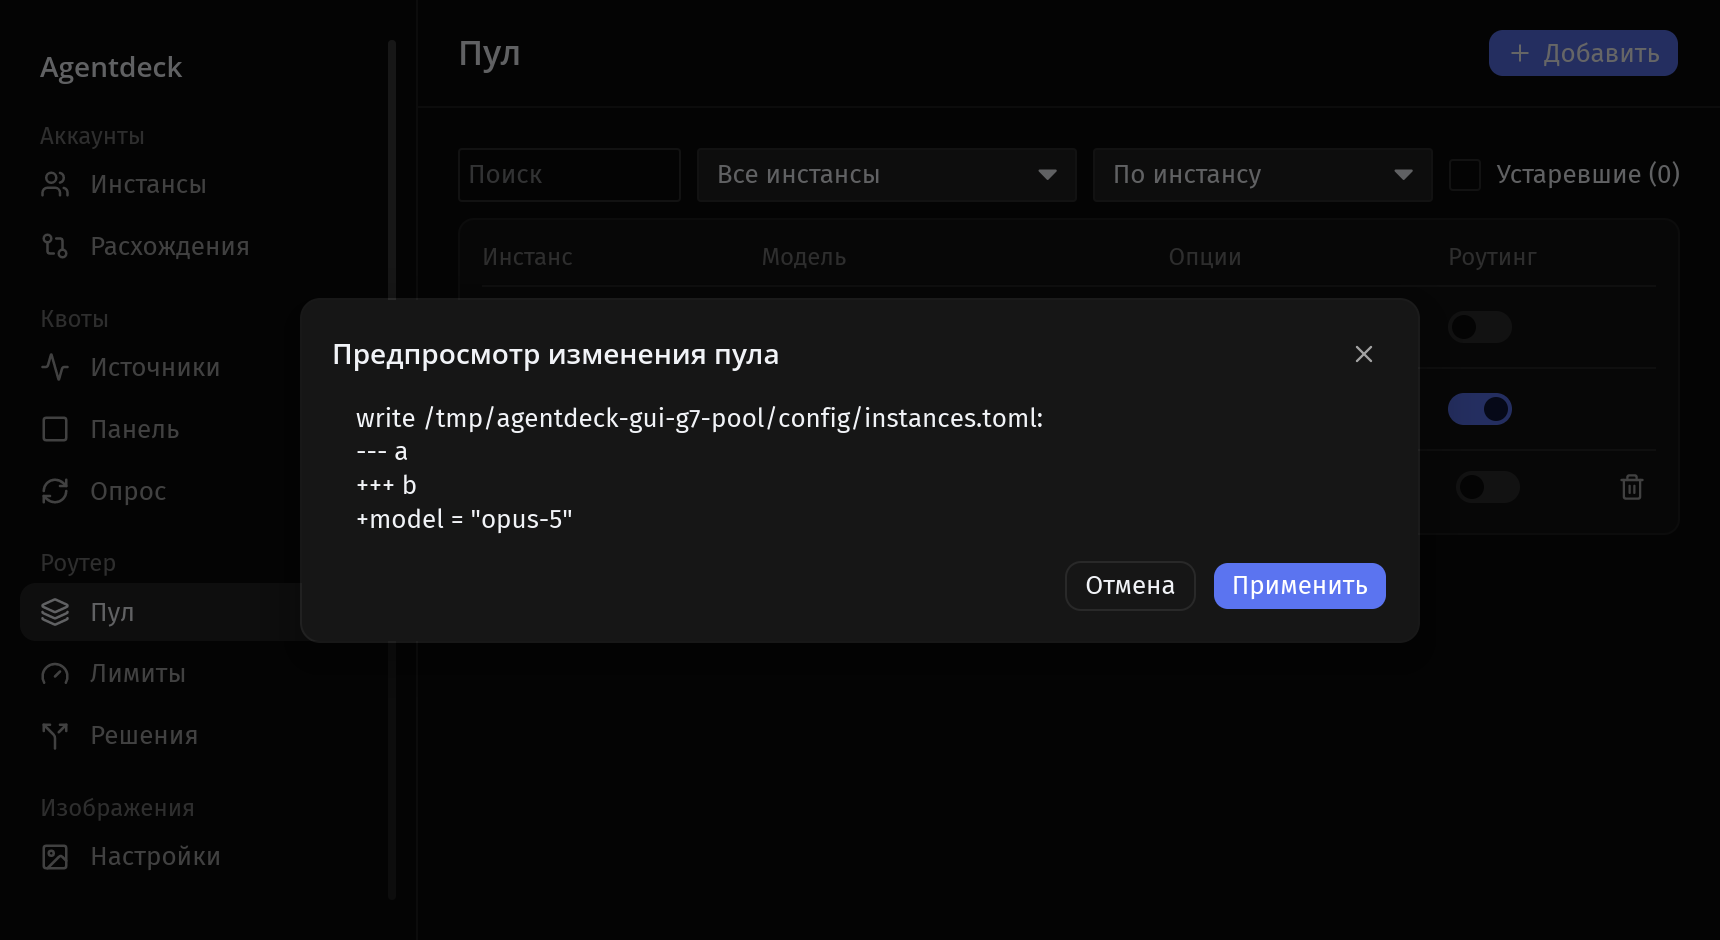 Agentdeck
Аккаунты
Инстансы
Расхождения
Квоты
Источники
Панель
Опрос
Роутер
Пул
Лимиты
Решения
Изображения
Настройки
Пул
Добавить
Поиск
Все инстансы
По инстансу
Устаревшие (0)
Инстанс Модель Опции Роутинг
Предпросмотр изменения пула
write /tmp/agentdeck-gui-g7-pool/config/instances.toml:
--- a
+++ b
+model = "opus-5"
Отмена
Применить